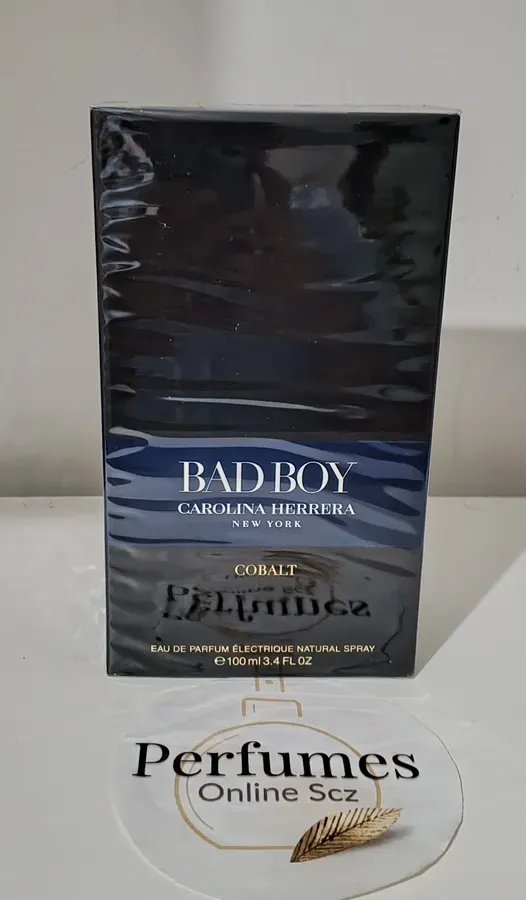 BAD BOY
CAROLINA HERRERA
NEW YORK
COBALT
Perfumes
EAU DE PARFUM ÉLECTRIQUE NATURAL SPRAY
℮ 100 ml 3.4 FL OZ
Perfumes
Online Scz